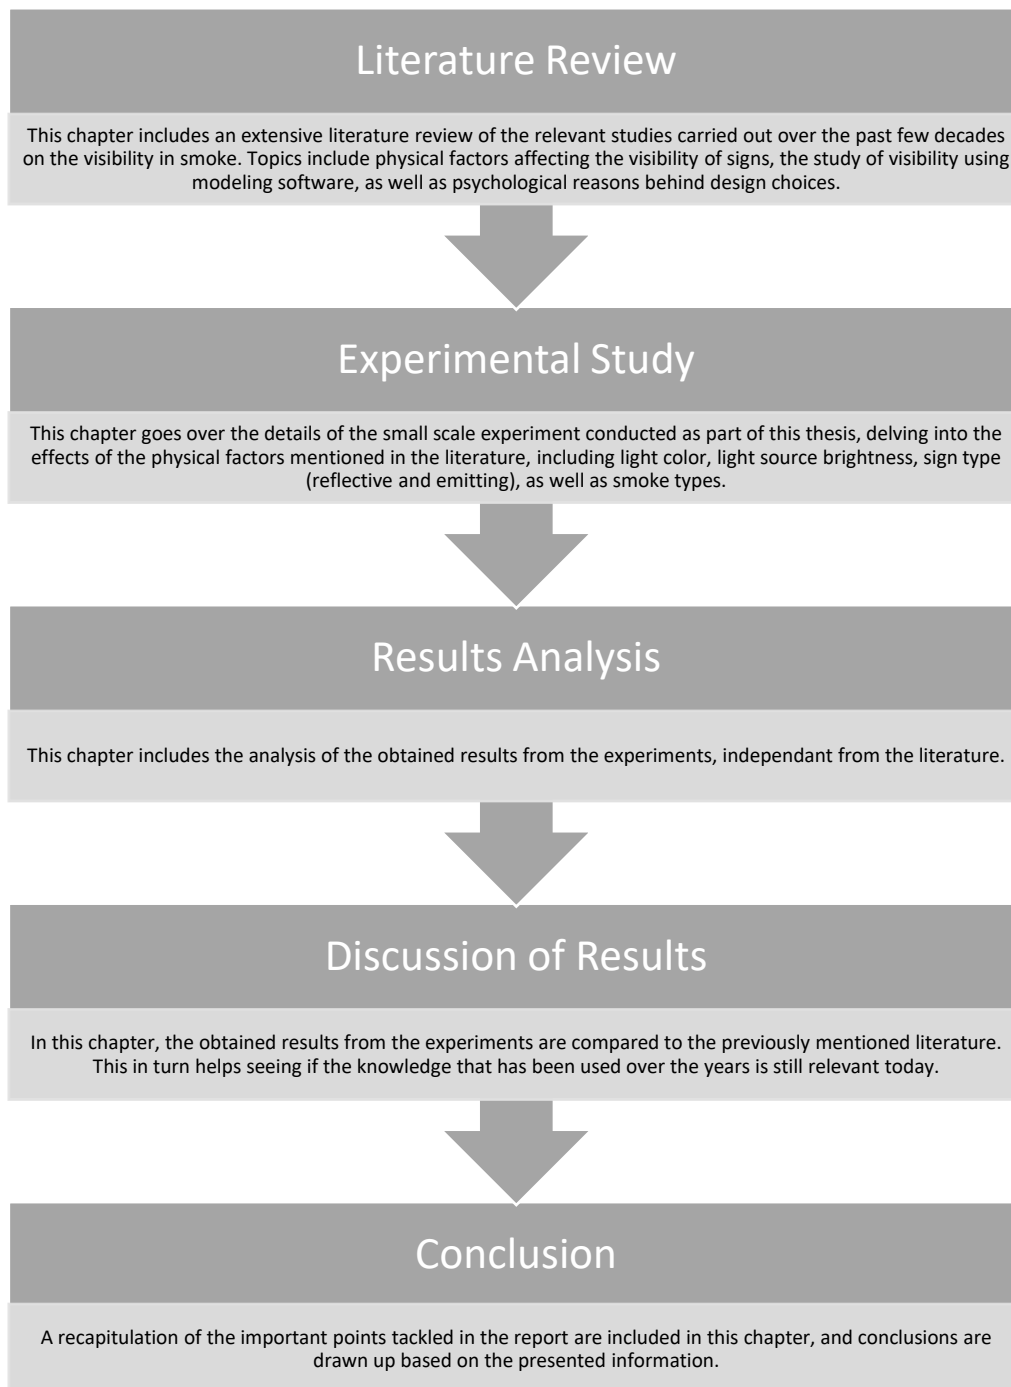 Literature Review
This chapter includes an extensive literature review of the relevant studies carried out over the past few decades
on the visibility in smoke. Topics include physical factors affecting the visibility of signs, the study of visibility using
modeling software, as well as psychological reasons behind design choices.
Experimental Study
This chapter goes over the details of the small scale experiment conducted as part of this thesis, delving into the
effects of the physical factors mentioned in the literature, including light color, light source brightness, sign type
(reflective and emitting), as well as smoke types.
Results Analysis
This chapter includes the analysis of the obtained results from the experiments, independant from the literature.
Discussion of Results
In this chapter, the obtained results from the experiments are compared to the previously mentioned literature.
This in turn helps seeing if the knowledge that has been used over the years is still relevant today.
Conclusion
A recapitulation of the important points tackled in the report are included in this chapter, and conclusions are
drawn up based on the presented information.